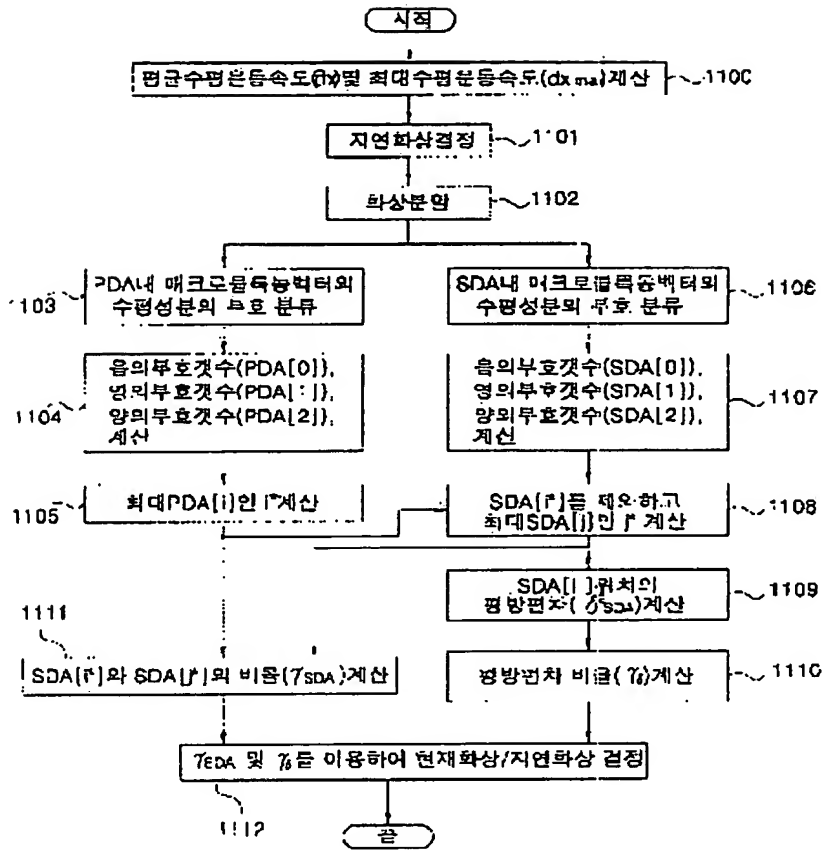 시작
평균수평운동속도(dx)및 최대수평운동속도(dx max)계산
1100
지연화상결정
1101
화상분할
1102
PDA내 매크로블록동벡터의
수평성분의 부호 분류
1103
SDA내 매크로블록동벡터의
수평성분의 부호 분류
1106
음의부호갯수(PDA[0]),
영의부호갯수(PDA[1]),
양의부호갯수(PDA[2]),
계산
1104
음의부호갯수(SDA[0]),
영의부호갯수(SDA[1]),
양의부호갯수(SDA[2]),
계산
1107
최대PDA[i]인 i*계산
1105
SDA[i*]를 제외하고
최대SDA[j]인 j* 계산
1108
SDA[j*]위치의
평방편차(δ²SDA)계산
1109
1111
SDA[i*]와 SDA[j*]의 비율(γSDA)계산
평방편차 비율(γδ)계산
1110
γEDA 및 γδ를 이용하여 현재화상/지연화상 결정
1112
끝